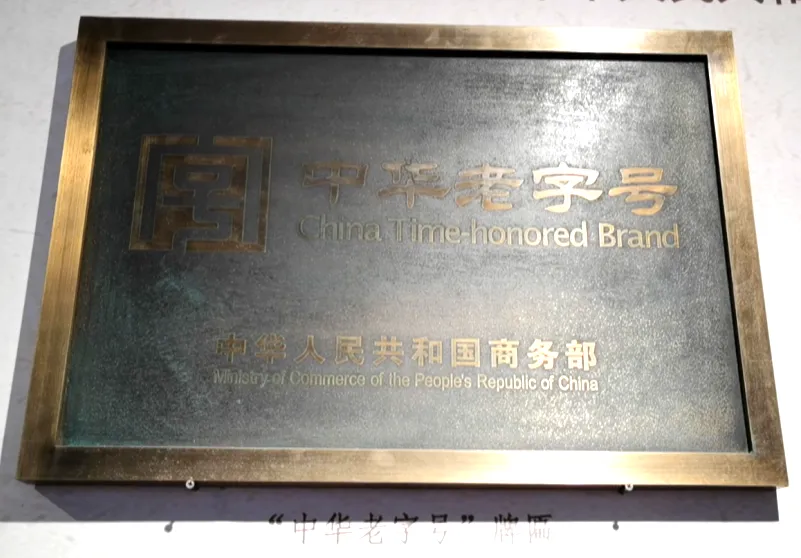 中华老字号
China Time-honored Brand
中华人民共和国商务部
Ministry of Commerce of the People's Republic of China
“中华老字号”牌匾